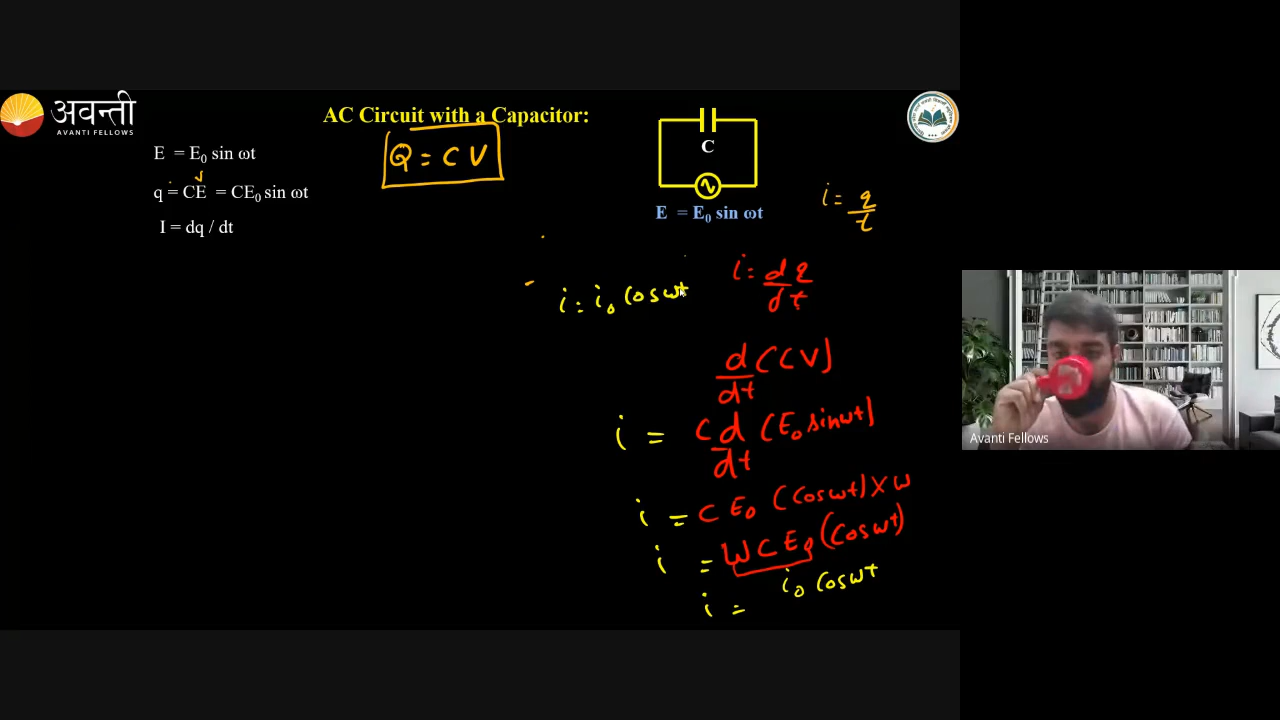 अवन्ती
AVANTI FELLOWS
AC Circuit with a Capacitor:
E = E₀ sin ωt
q = CE = CE₀ sin ωt
I = dq / dt
Q = CV
C
E = E₀ sin ωt
i = q/t
i = i₀ cos ωt
i = dq/dt
d/dt (CV)
i = C d/dt (E₀ sin ωt)
i = C E₀ (cos ωt) × ω
i = ω C E₀ (cos ωt)
i = i₀ cos ωt
Avanti Fellows